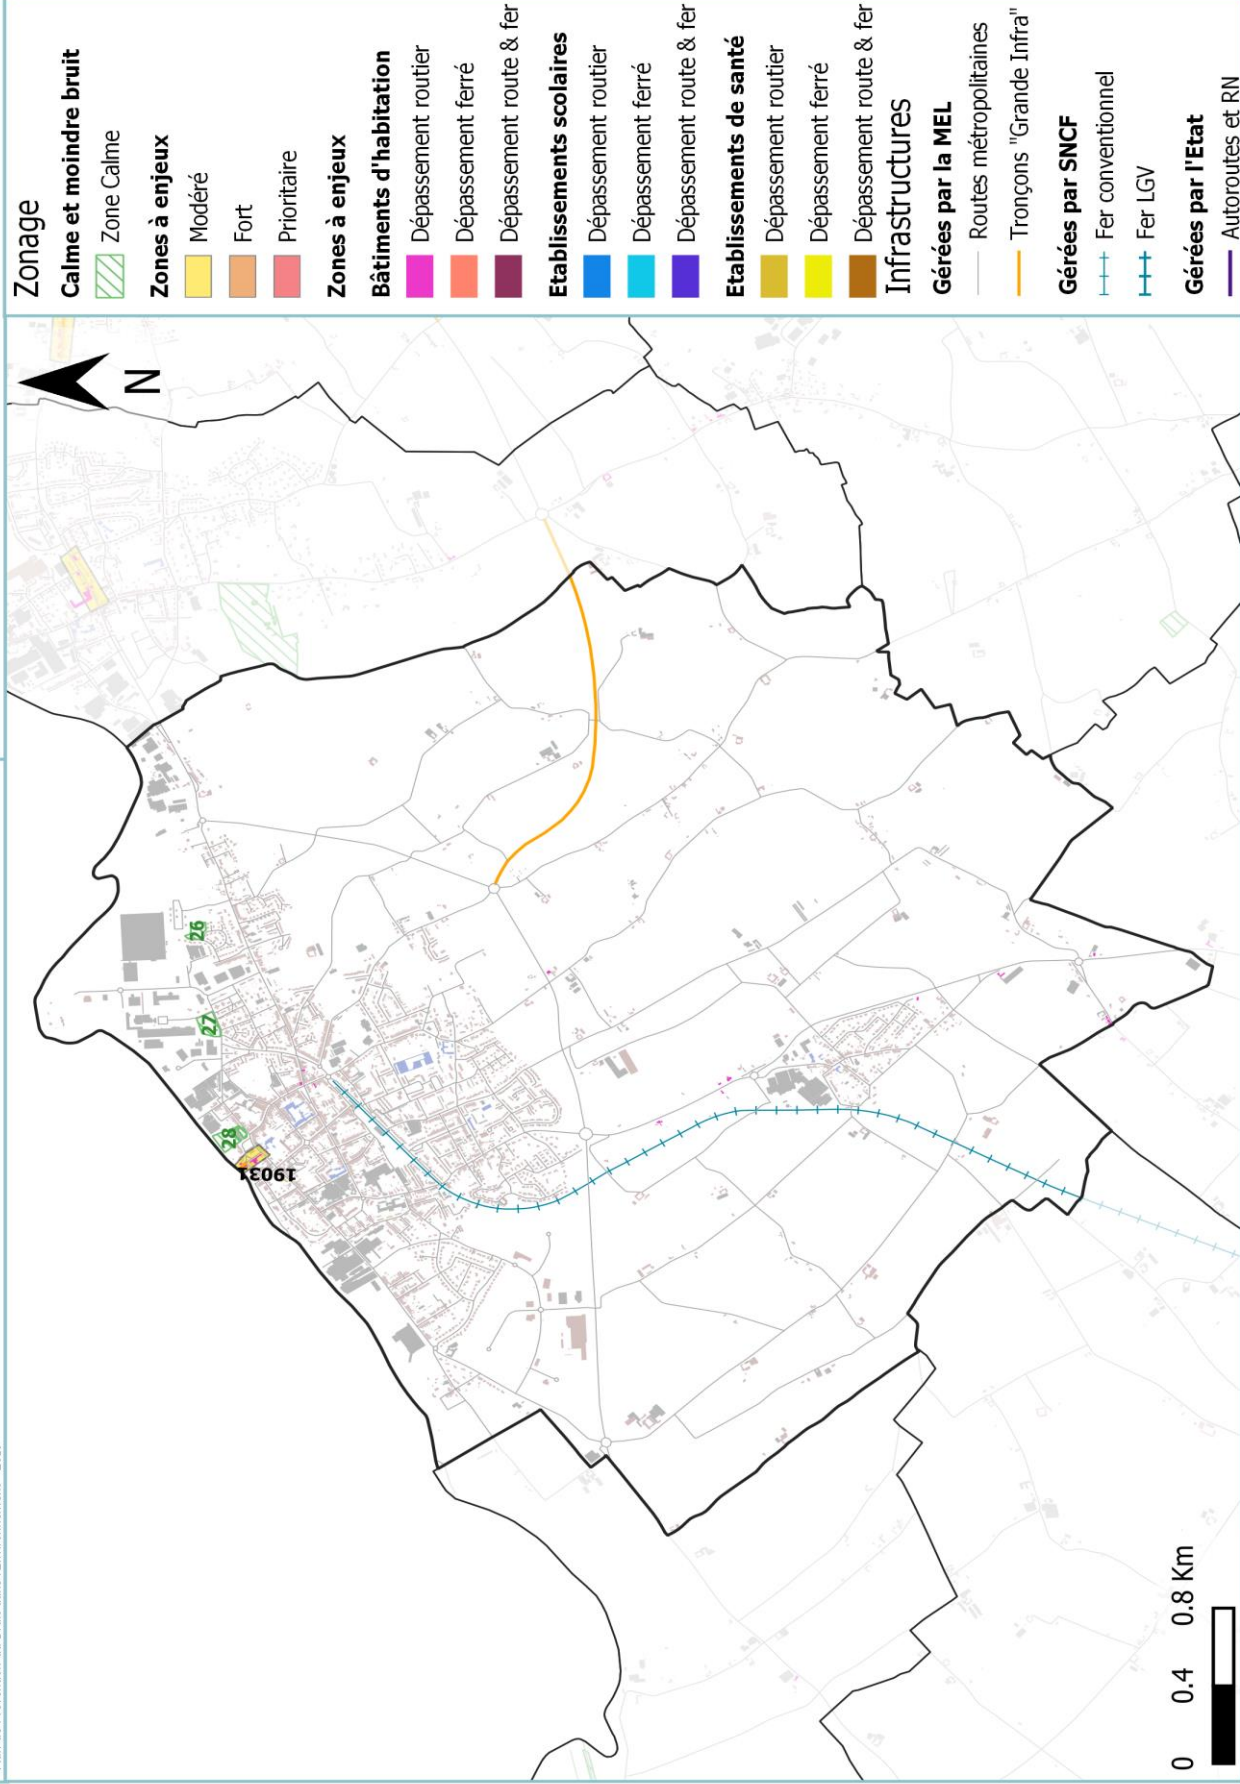 Zonage
Calme et moindre bruit
Zone Calme
Zones à enjeux
Modéré
Fort
Prioritaire
Zones à enjeux
Bâtiments d'habitation
Dépassement routier
Dépassement ferré
Dépassement route & fer
Etablissements scolaires
Dépassement routier
Dépassement ferré
Dépassement route & fer
Etablissements de santé
Dépassement routier
Dépassement ferré
Dépassement route & fer
Infrastructures
Gérées par la MEL
Routes métropolitaines
Tronçons "Grande Infra"
Gérées par SNCF
Fer conventionnel
Fer LGV
Gérées par l'Etat
Autoroutes et RN
N
26
27
28
19031
0 0.4 0.8 Km